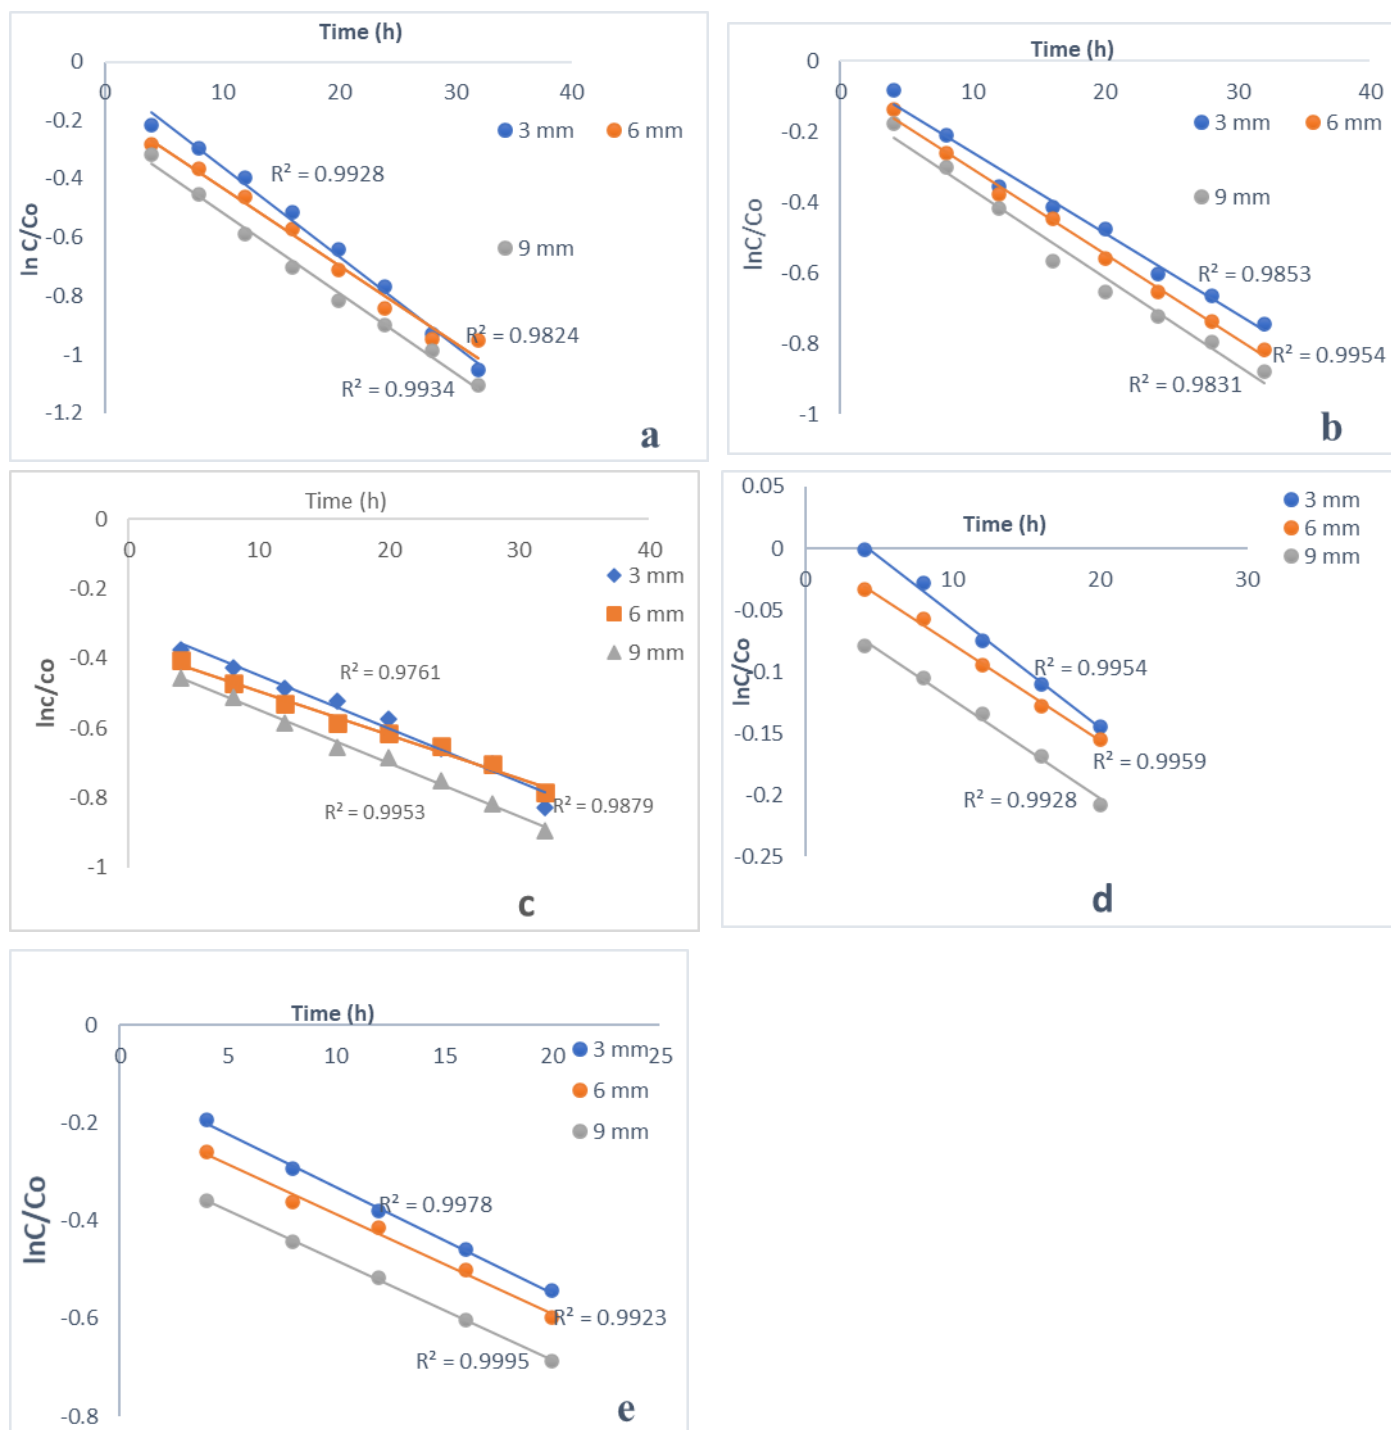 Time (h)
0
0 10 20 30 40
-0.2
3 mm 6 mm
R² = 0.9928
-0.4
ln C/Co
-0.6
9 mm
-0.8
R² = 0.9824
-1
R² = 0.9934
-1.2
a
Time (h)
0
0 10 20 30 40
3 mm 6 mm
-0.2
9 mm
-0.4
lnC/Co
R² = 0.9853
-0.6
R² = 0.9954
-0.8
R² = 0.9831
-1
b
Time (h)
0
0 10 20 30 40
3 mm
-0.2
6 mm
9 mm
-0.4
R² = 0.9761
lnc/co
-0.6
-0.8
R² = 0.9953
R² = 0.9879
-1
c
0.05
3 mm
Time (h)
6 mm
0
9 mm
0 10 20 30
-0.05
lnC/Co
-0.1
R² = 0.9954
-0.15
R² = 0.9959
-0.2
R² = 0.9928
-0.25
d
Time (h)
0
0 5 10 15 20 25
3 mm
6 mm
-0.2
9 mm
R² = 0.9978
-0.4
lnC/Co
-0.6
R² = 0.9923
R² = 0.9995
-0.8
e